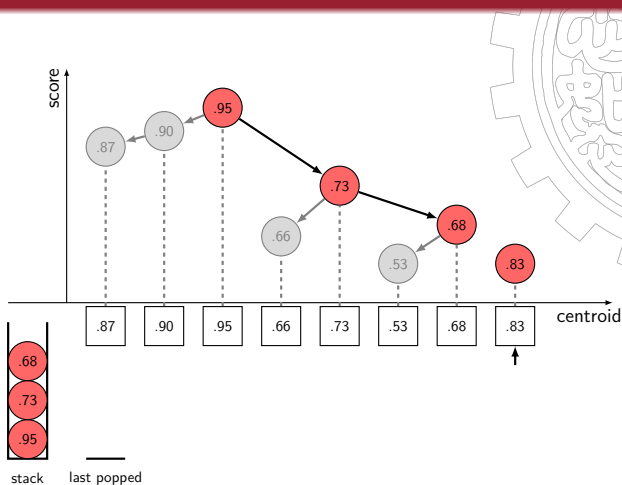 score
.95
.90
.87
.73
.68
.66
.53
.83
centroid
.87 .90 .95 .66 .73 .53 .68 .83
.68
.73
.95
stack
last popped